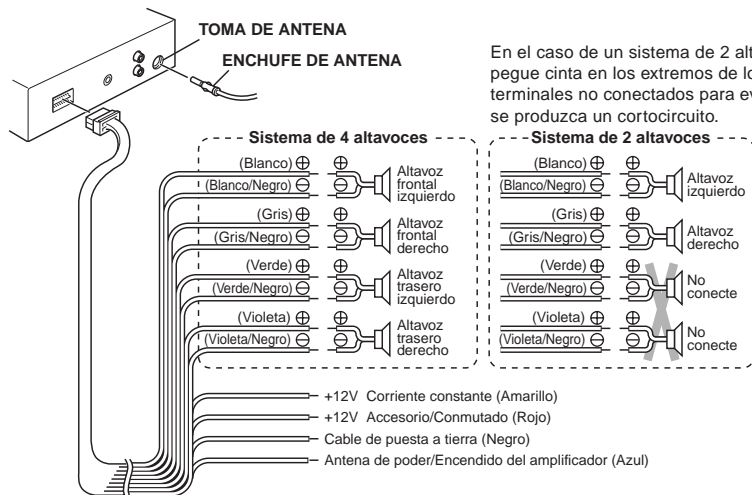 TOMA DE ANTENA
ENCHUFE DE ANTENA
En el caso de un sistema de 2
pegue cinta en los extremos de
terminales no conectados para
se produzca un cortocircuito.
Sistema de 4 altavoces
(Blanco) ⊕ ⊕
(Blanco/Negro) ⊖ ⊖
Altavoz
frontal
izquierdo
(Gris) ⊕ ⊕
(Gris/Negro) ⊖ ⊖
Altavoz
frontal
derecho
(Verde) ⊕ ⊕
(Verde/Negro) ⊖ ⊖
Altavoz
trasero
izquierdo
(Violeta) ⊕ ⊕
(Violeta/Negro) ⊖ ⊖
Altavoz
trasero
derecho
Sistema de 2 altavoces
(Blanco) ⊕ ⊕
(Blanco/Negro) ⊖ ⊖
Altavoz
izquierdo
(Gris) ⊕ ⊕
(Gris/Negro) ⊖ ⊖
Altavoz
derecho
(Verde) ⊕ ⊕
(Verde/Negro) ⊖ ⊖
No
conecte
(Violeta) ⊕ ⊕
(Violeta/Negro) ⊖ ⊖
No
conecte
+12V Corriente constante (Amarillo)
+12V Accesorio/Conmutado (Rojo)
Cable de puesta a tierra (Negro)
Antena de poder/Encendido del amplificador (Azul)